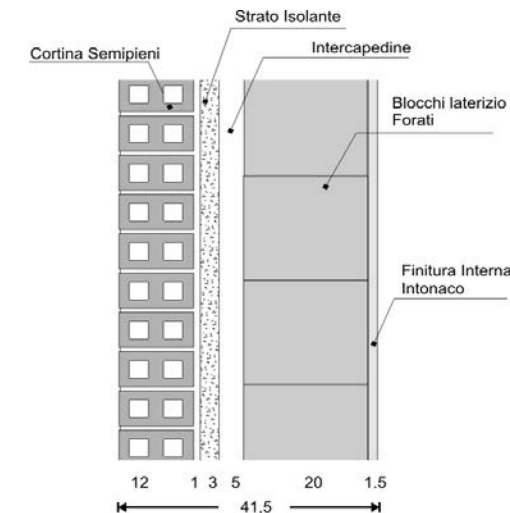 Strato Isolante
Cortina Semipieni
Intercapedine
Blocchi laterizio
Forati
Finitura Interna
Intonaco
12 1 3 5 20 1.5
41.5